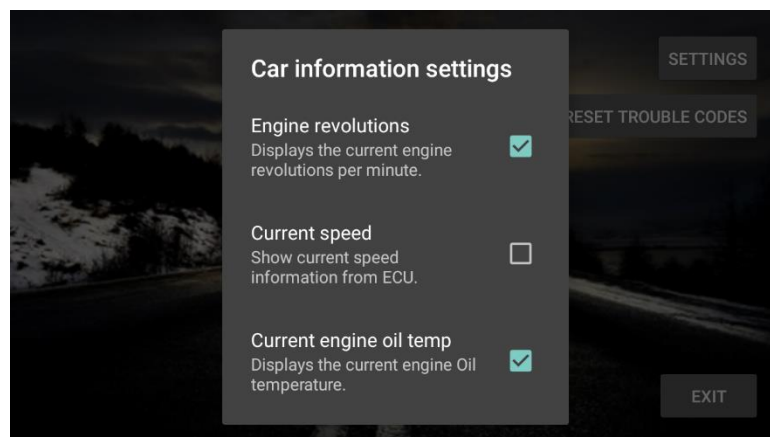 Car information settings
SETTINGS
RESET TROUBLE CODES
Engine revolutions
Displays the current engine
revolutions per minute.
Current speed
Show current speed
information from ECU.
Current engine oil temp
Displays the current engine Oil
temperature.
EXIT